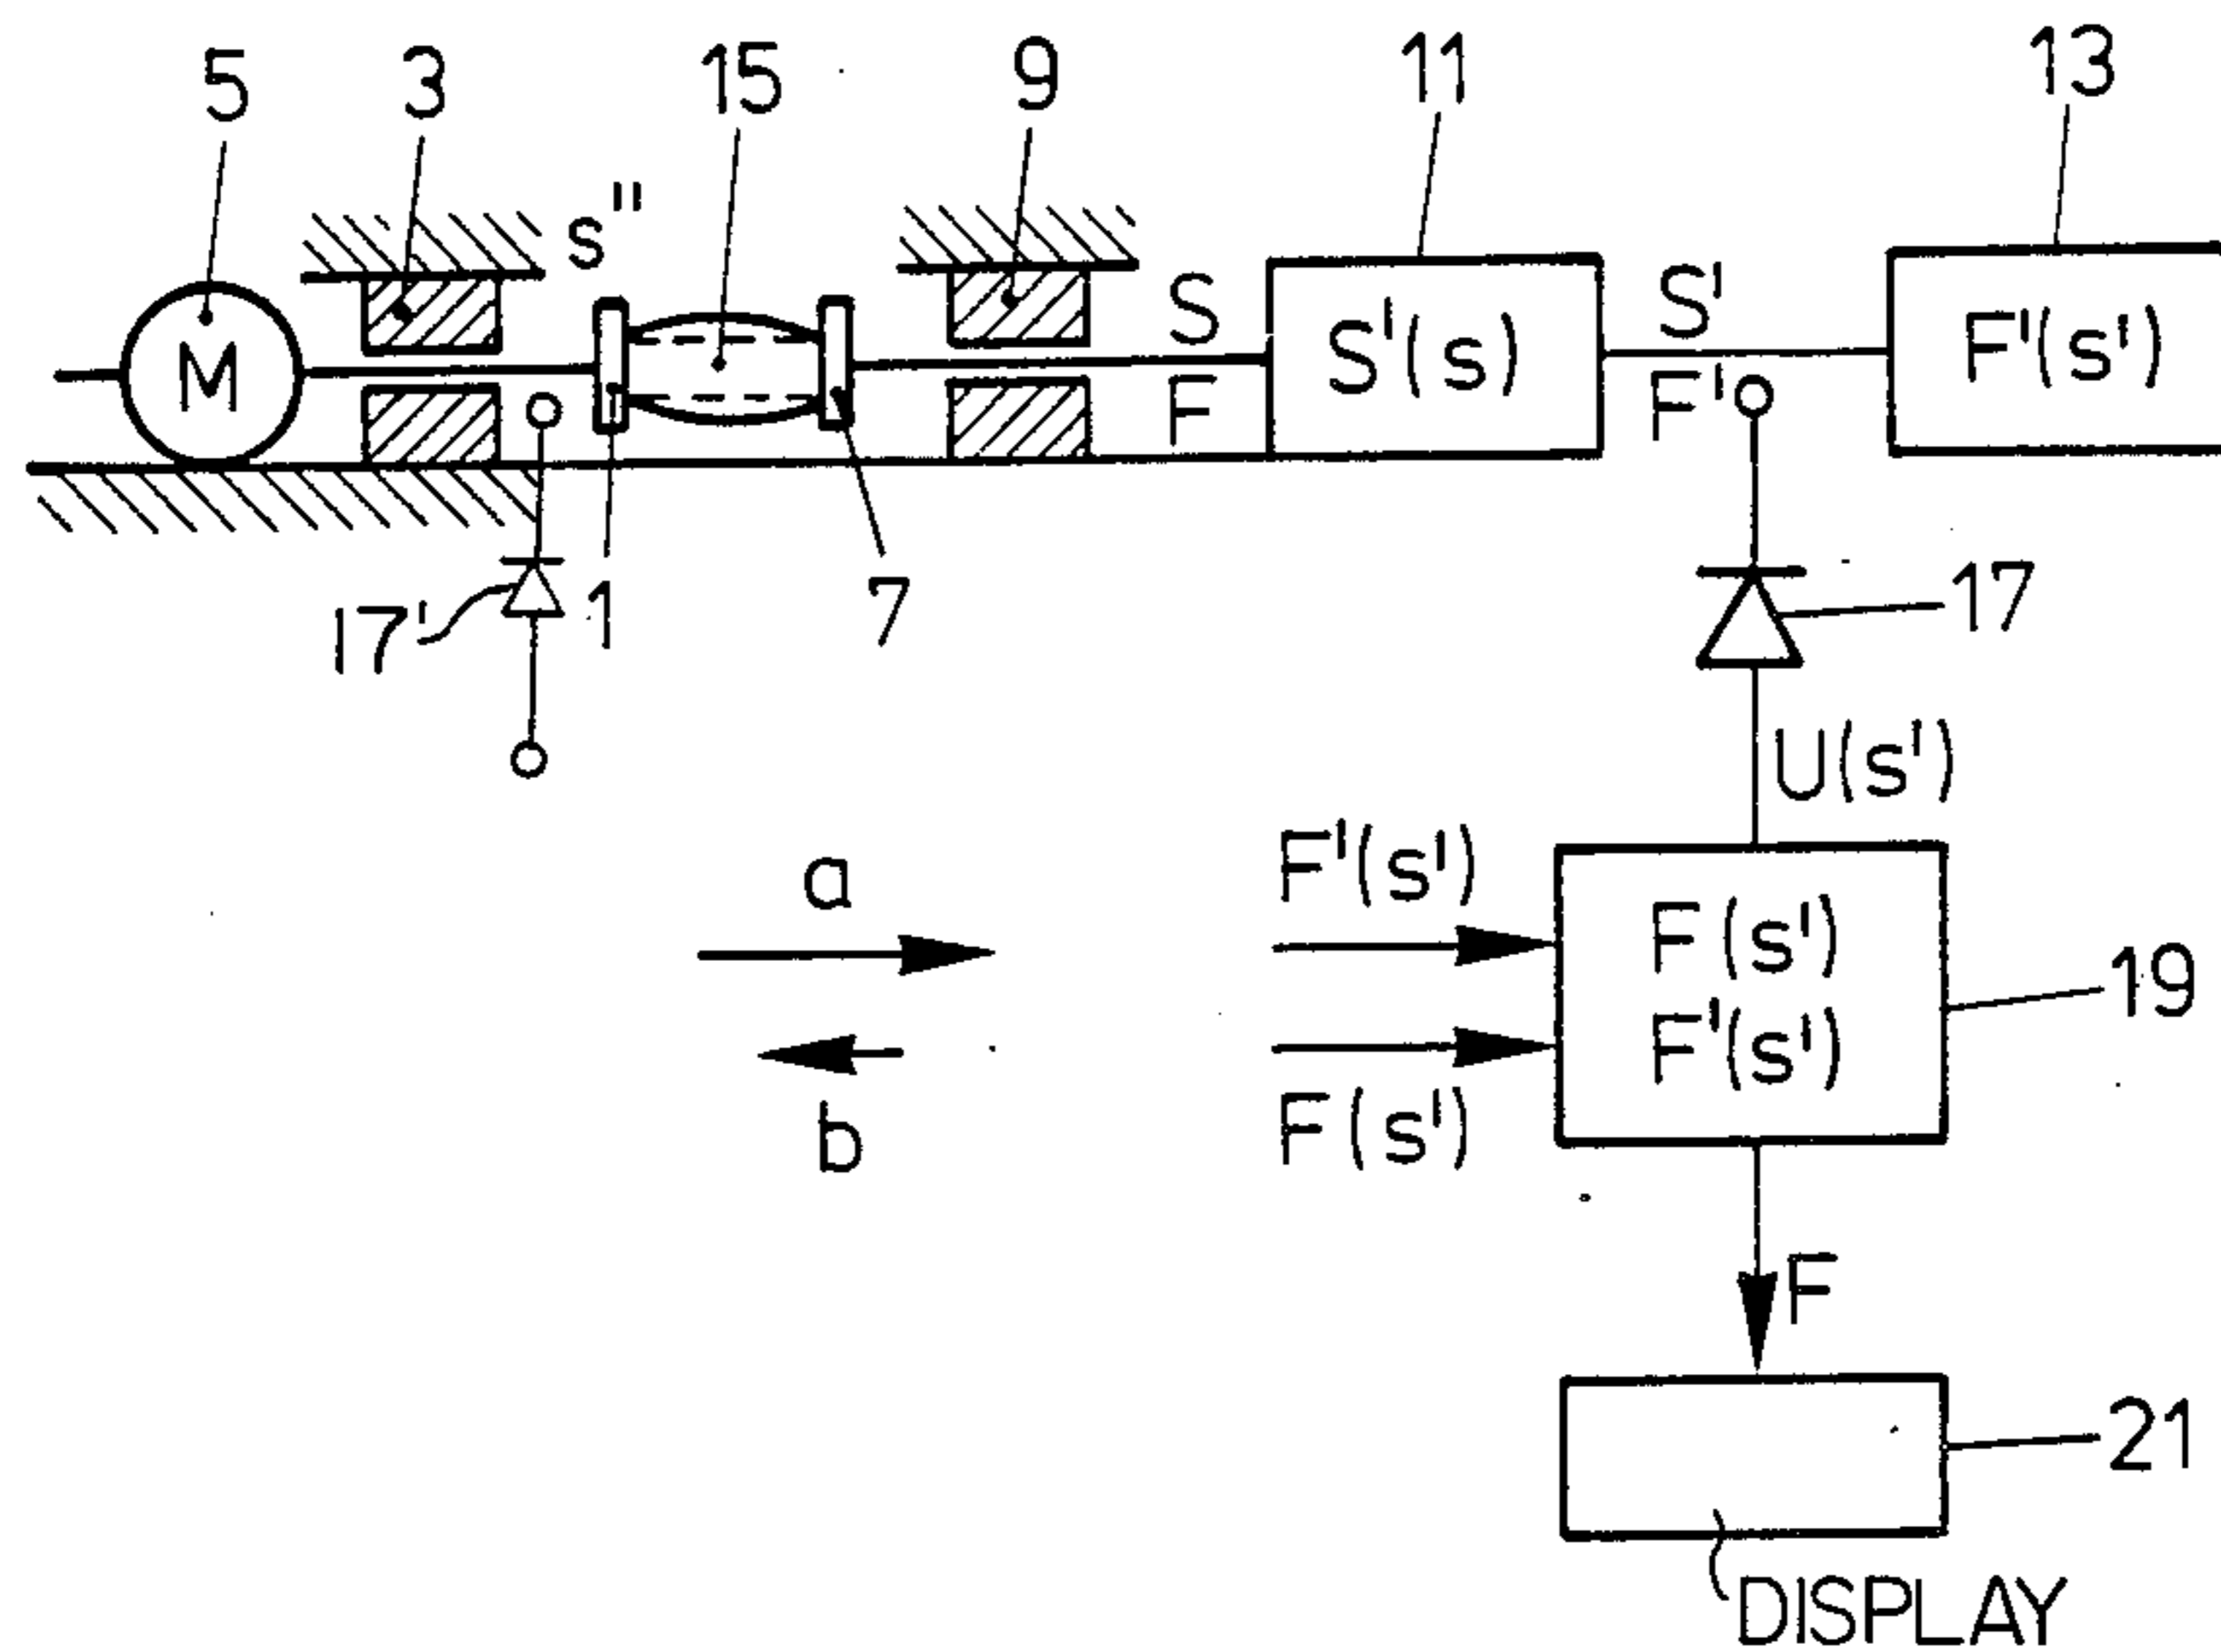 5 3 15 9 11 13
s"
S
S'(s)
S'
F'(s')
M
F
F'
17' 1 7 17
U(s')
a
F'(s')
F(s')
19
F'(s')
b
F(s')
F
21
DISPLAY